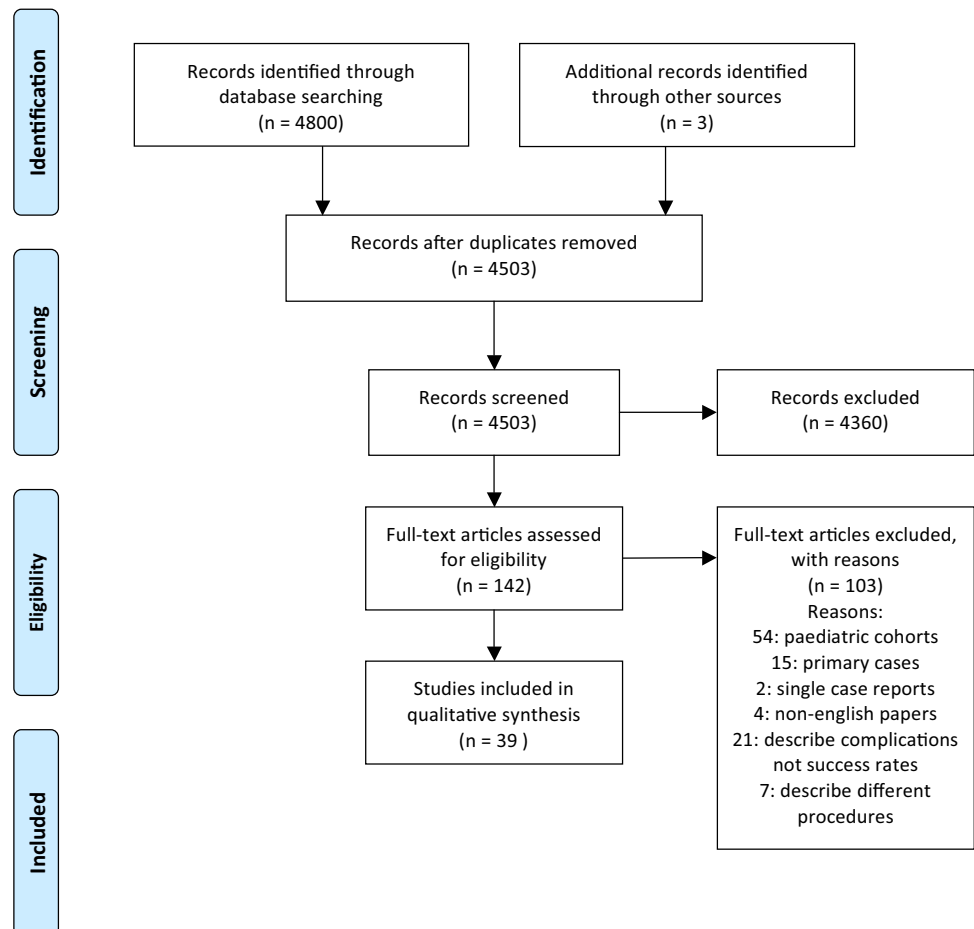 Identification
Records identified through
database searching
(n = 4800)
Additional records identified
through other sources
(n = 3)
Records after duplicates removed
(n = 4503)
Screening
Records screened
(n = 4503)
Records excluded
(n = 4360)
Eligibility
Full-text articles assessed
for eligibility
(n = 142)
Full-text articles excluded,
with reasons
(n = 103)
Reasons:
54: paediatric cohorts
15: primary cases
2: single case reports
4: non-english papers
21: describe complications
not success rates
7: describe different
procedures
Studies included in
qualitative synthesis
(n = 39 )
Included